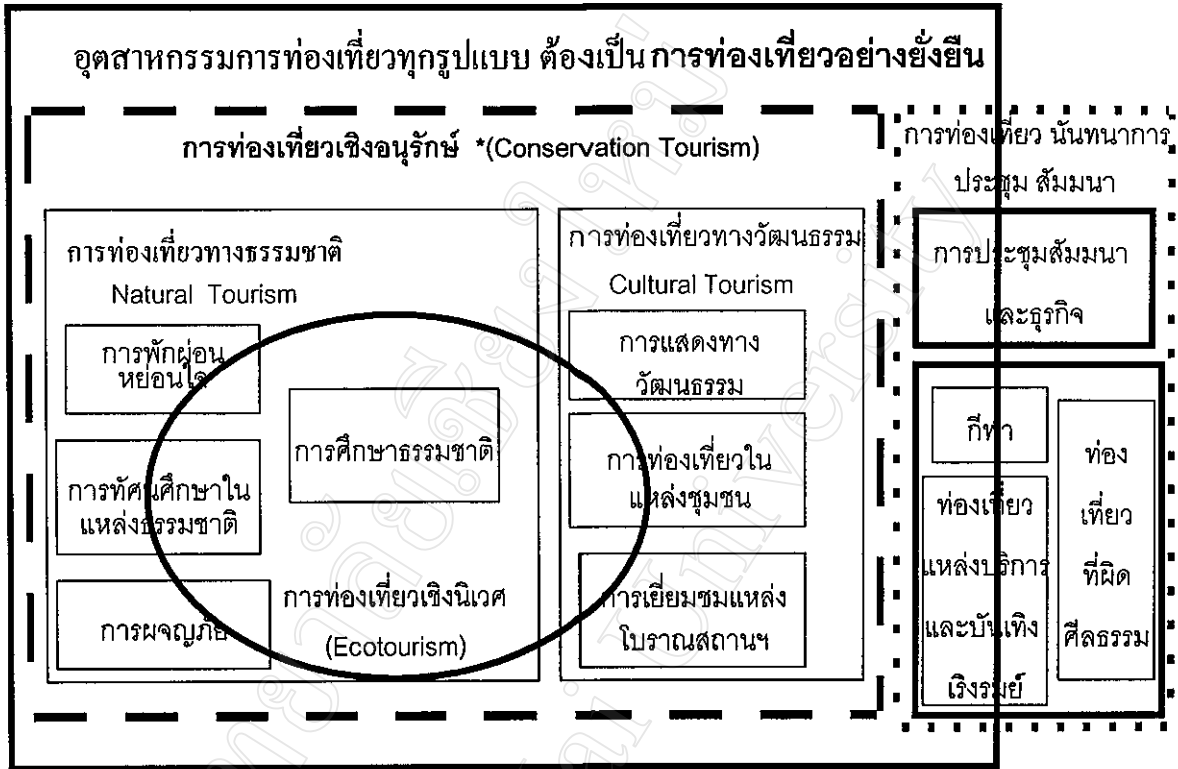 อุตสาหกรรมการท่องเที่ยวทุกรูปแบบ ต้องเป็น การท่องเที่ยวอย่างยั่งยืน
การท่องเที่ยวเชิงอนุรักษ์ *(Conservation Tourism)
การท่องเที่ยวทางธรรมชาติ
Natural Tourism
การพักผ่อน
หย่อนใจ
การศึกษาธรรมชาติ
การทัศนศึกษาใน
แหล่งธรรมชาติ
การผจญภัย
การท่องเที่ยวเชิงนิเวศ
(Ecotourism)
การท่องเที่ยวทางวัฒนธรรม
Cultural Tourism
การแสดงทาง
วัฒนธรรม
การท่องเที่ยวใน
แหล่งชุมชน
การเยี่ยมชมแหล่ง
โบราณสถานฯ
การท่องเที่ยว นันทนาการ
ประชุม สัมมนา
การประชุมสัมมนา
และธุรกิจ
กีฬา
ท่องเที่ยว
แหล่งบริการ
และบันเทิง
เริงรมย์
ท่อง
เที่ยว
ที่ผิด
ศีลธรรม
University